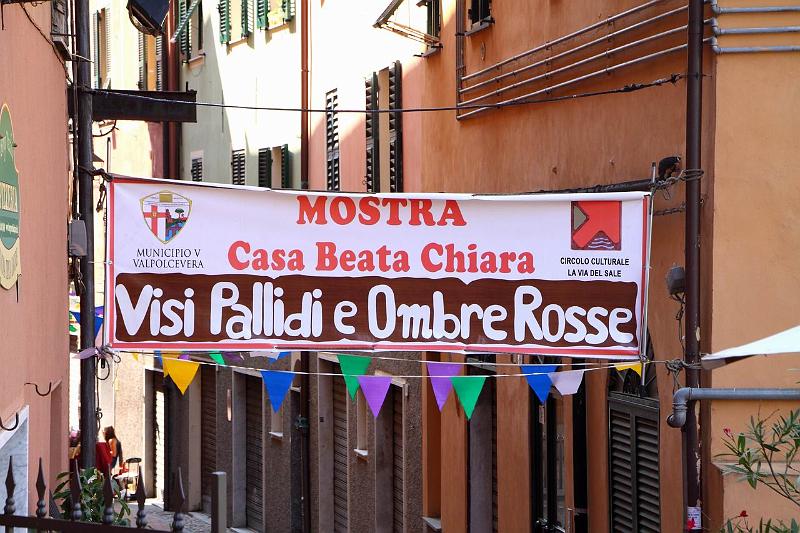 MOSTRA
Casa Beata Chiara
MUNICIPIO V
VALPOLCEVERA
CIRCOLO CULTURALE
LA VIA DEL SALE
Visi Pallidi e Ombre Rosse